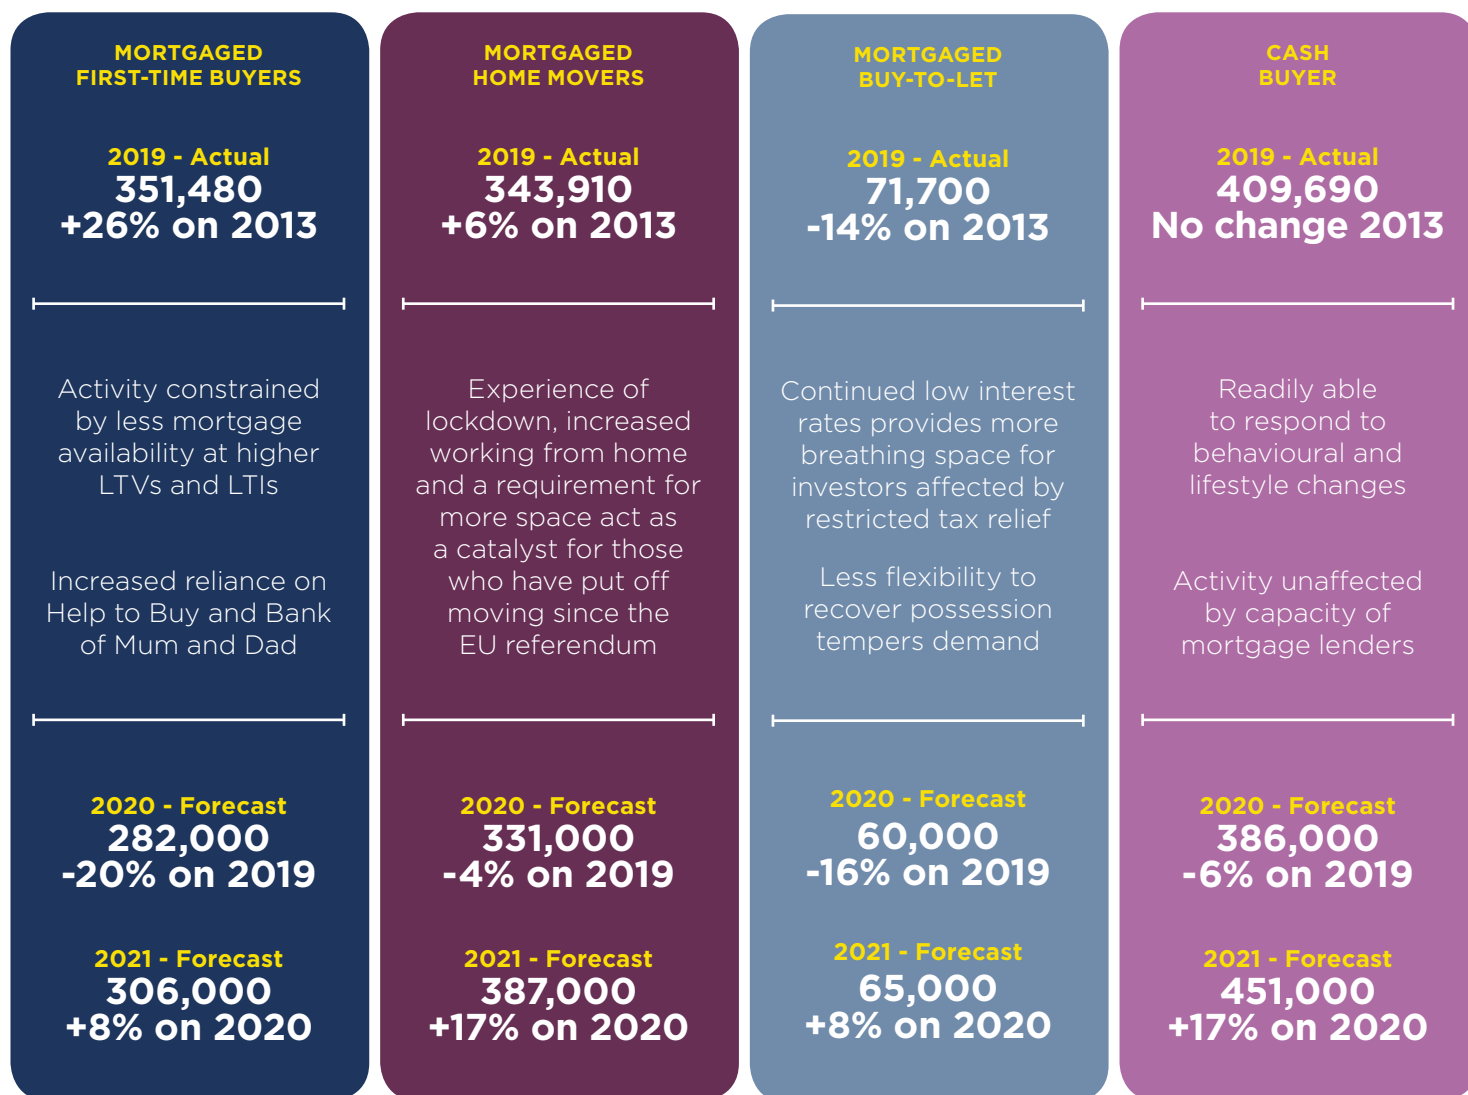 MORTGAGED
FIRST-TIME BUYERS
2019 - Actual
351,480
+26% on 2013
Activity constrained
by less mortgage
availability at higher
LTVs and LTIs
Increased reliance on
Help to Buy and Bank
of Mum and Dad
2020 - Forecast
282,000
-20% on 2019
2021 - Forecast
306,000
+8% on 2020
MORTGAGED
HOME MOVERS
2019 - Actual
343,910
+6% on 2013
Experience of
lockdown, increased
working from home
and a requirement for
more space act as
a catalyst for those
who have put off
moving since the
EU referendum
2020 - Forecast
331,000
-4% on 2019
2021 - Forecast
387,000
+17% on 2020
MORTGAGED
BUY-TO-LET
2019 - Actual
71,700
-14% on 2013
Continued low interest
rates provides more
breathing space for
investors affected by
restricted tax relief
Less flexibility to
recover possession
tempers demand
2020 - Forecast
60,000
-16% on 2019
2021 - Forecast
65,000
+8% on 2020
CASH
BUYER
2019 - Actual
409,690
No change 2013
Readily able
to respond to
behavioural and
lifestyle changes
Activity unaffected
by capacity of
mortgage lenders
2020 - Forecast
386,000
-6% on 2019
2021 - Forecast
451,000
+17% on 2020